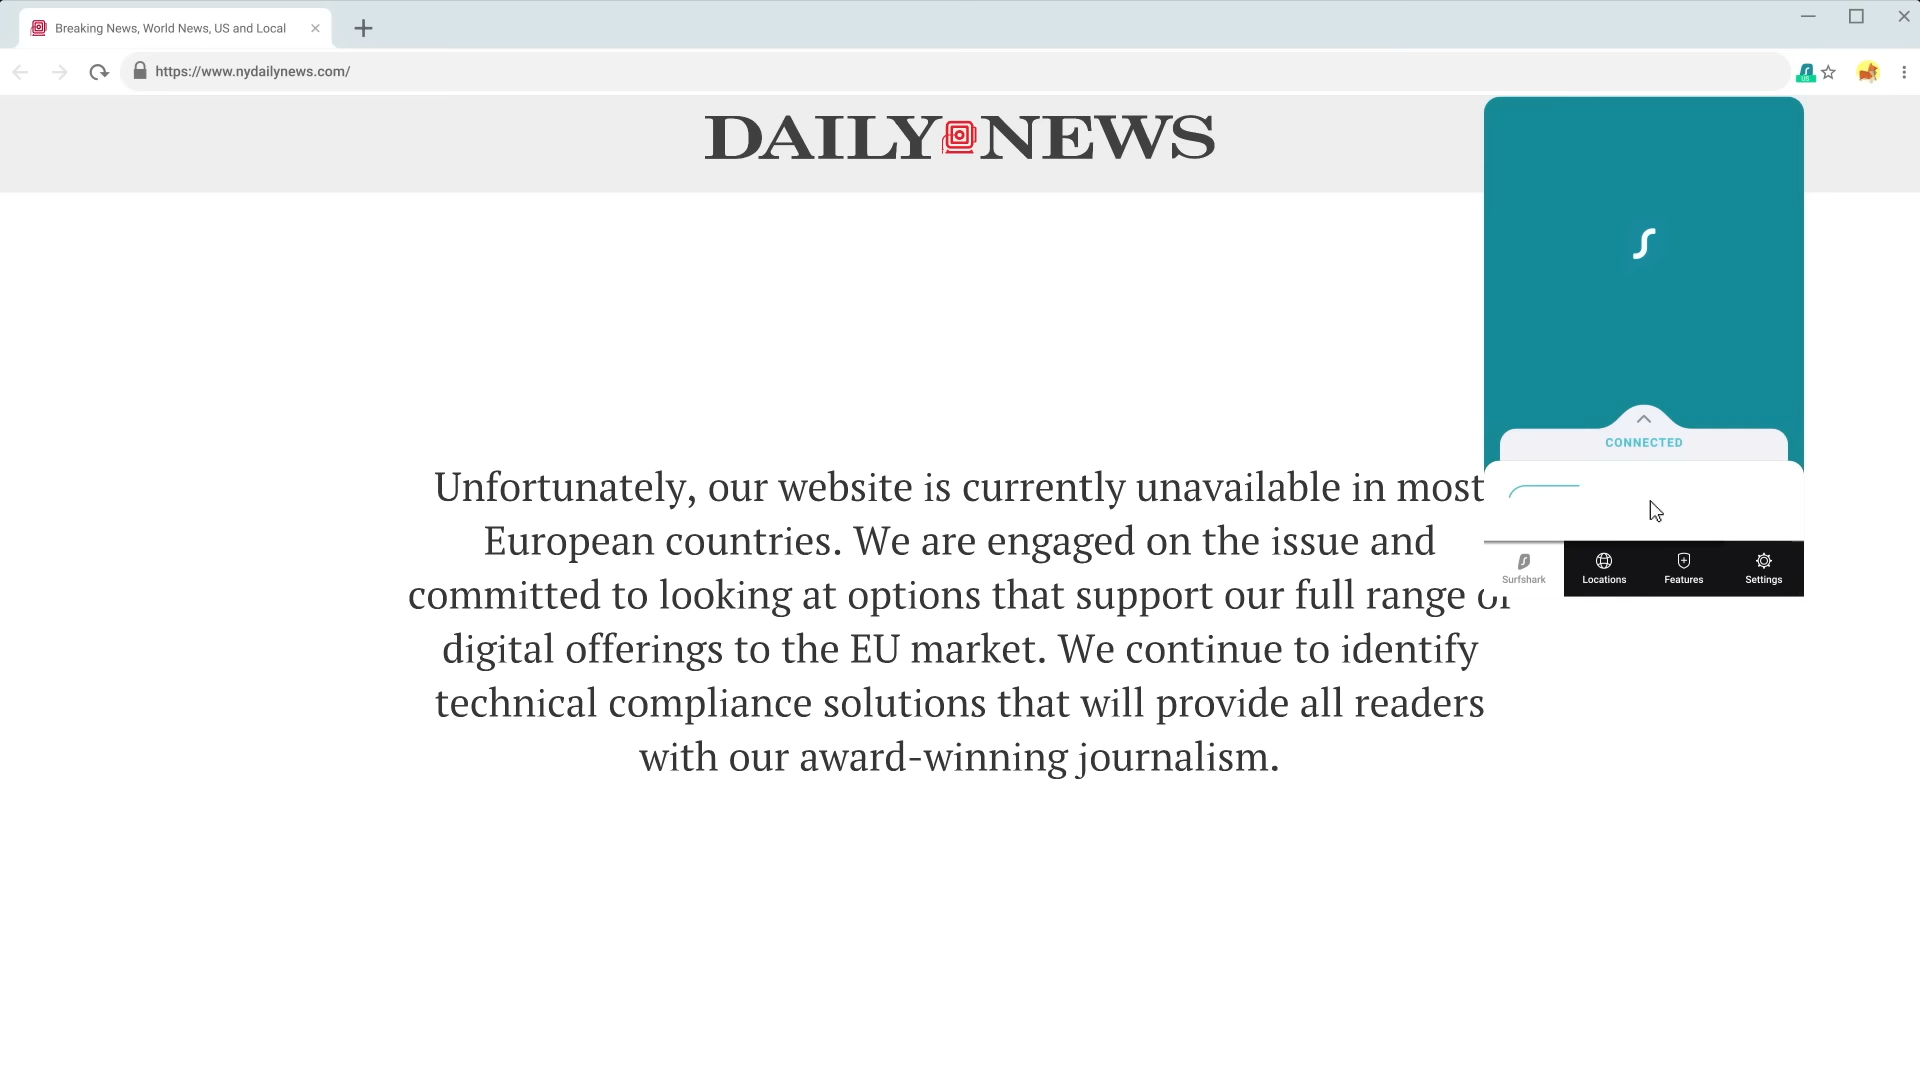 Breaking News, World News, US and Local
https://www.nydailynews.com/
US
DAILY NEWS
CONNECTED
Unfortunately, our website is currently unavailable in most
European countries. We are engaged on the issue and
committed to looking at options that support our full range of
digital offerings to the EU market. We continue to identify
technical compliance solutions that will provide all readers
with our award-winning journalism.
Surfshark
Locations
Features
Settings